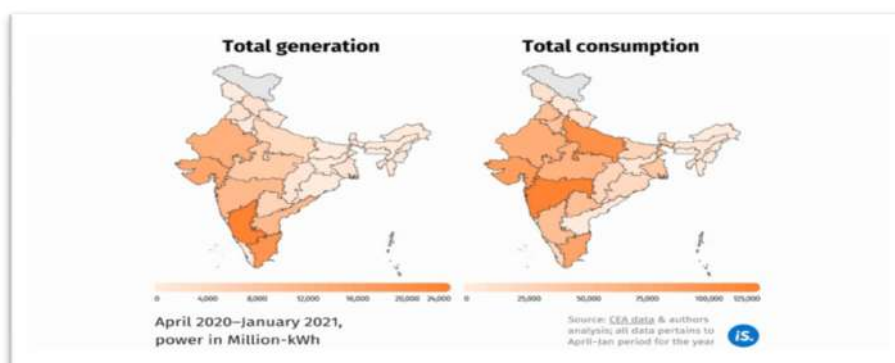 Total generation
Total consumption
0 4,000 8,000 12,000 16,000 20,000 24,000
0 25,000 50,000 75,000 100,000 125,000
April 2020–January 2021,
power in Million-kWh
Source: CEA data & authors
analysis; all data pertains to
April-Jan period for the year
iS.